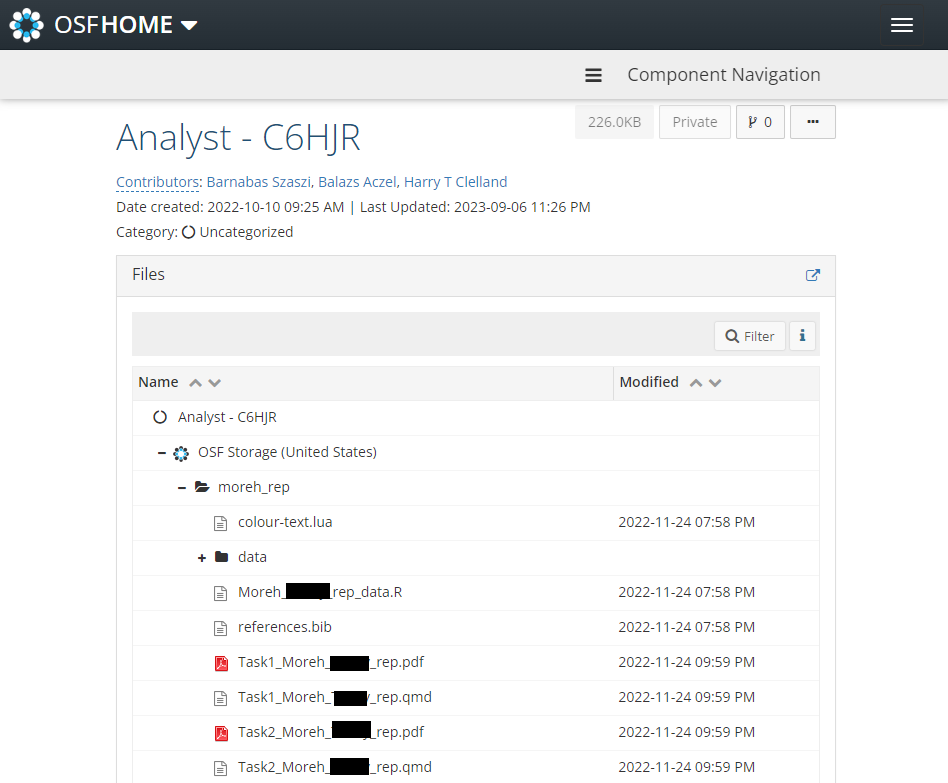 OSFHOME
Component Navigation
Analyst - C6HJR
226.0KB Private 0 ...
Contributors: Barnabas Szaszi, Balazs Aczel, Harry T Clelland
Date created: 2022-10-10 09:25 AM | Last Updated: 2023-09-06 11:26 PM
Category: Uncategorized
Files
Filter i
Name Modified
Analyst - C6HJR
OSF Storage (United States)
moreh_rep
colour-text.lua 2022-11-24 07:58 PM
data
Moreh_ _rep_data.R 2022-11-24 07:58 PM
references.bib 2022-11-24 07:58 PM
Task1_Moreh_ _rep.pdf 2022-11-24 09:59 PM
Task1_Moreh_ _rep.qmd 2022-11-24 09:59 PM
Task2_Moreh_ _rep.pdf 2022-11-24 09:59 PM
Task2_Moreh_ _rep.qmd 2022-11-24 09:59 PM